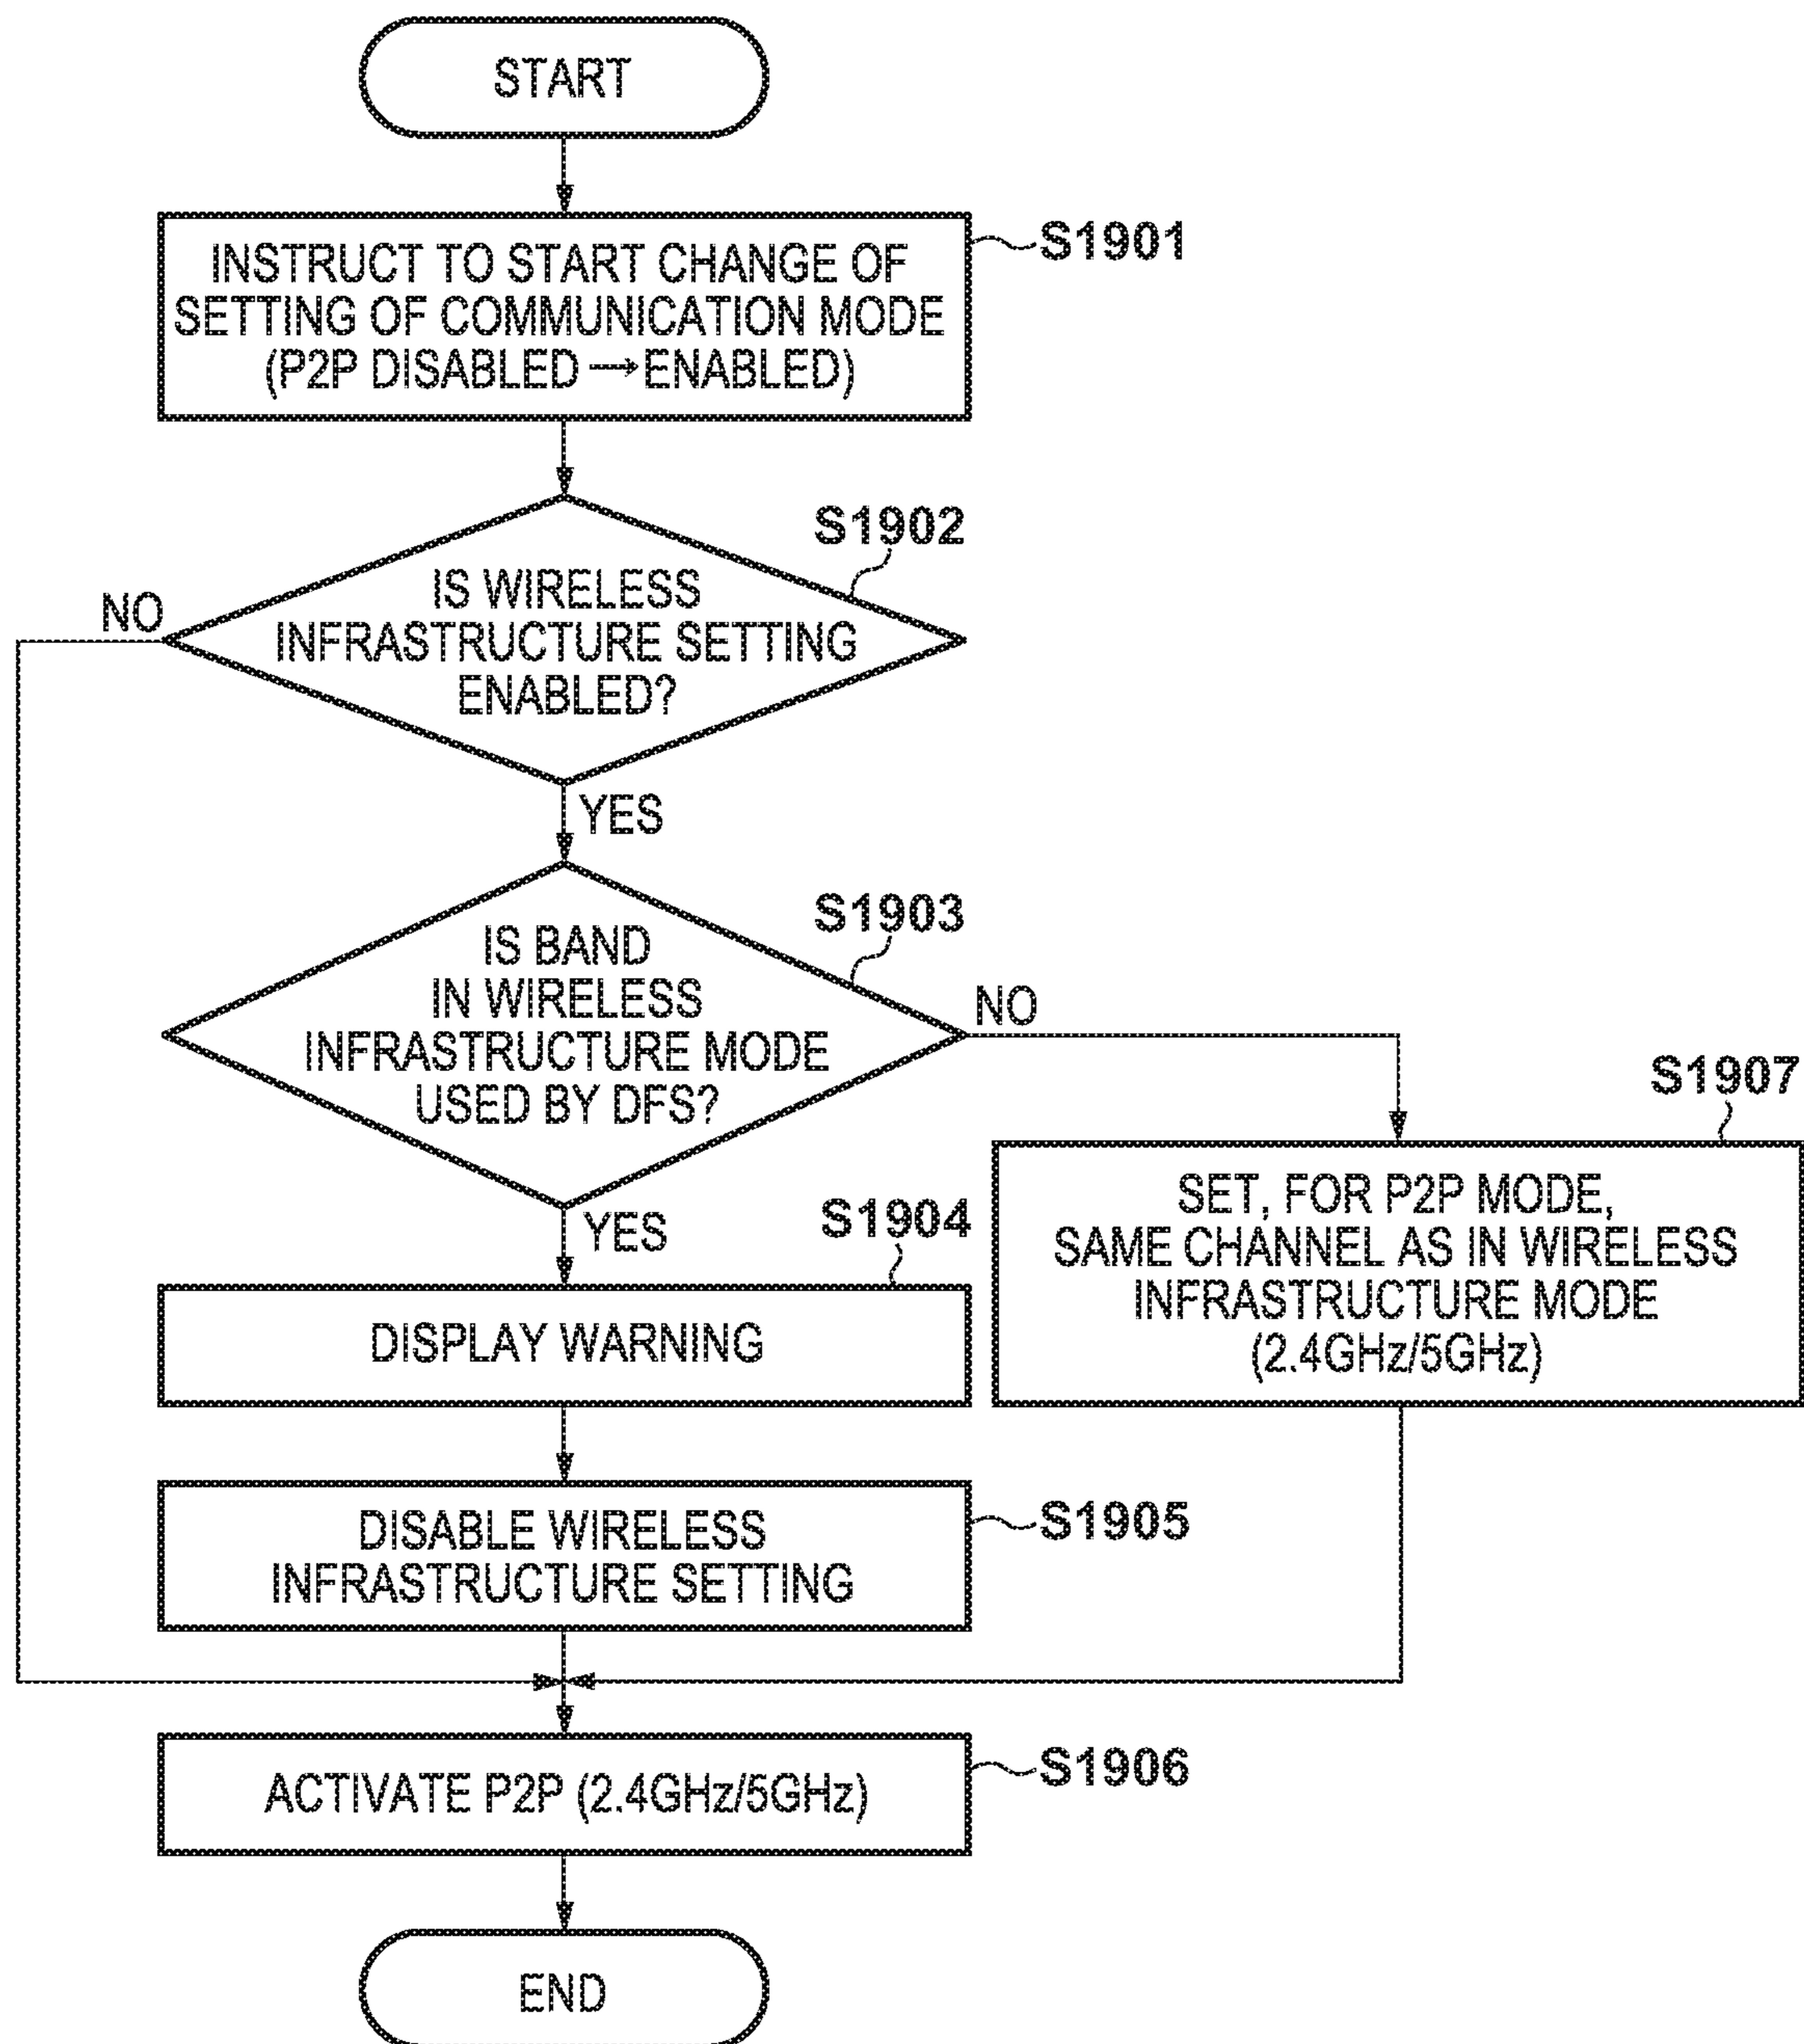 START
INSTRUCT TO START CHANGE OF
SETTING OF COMMUNICATION MODE
(P2P DISABLED → ENABLED)
S1901
S1902
IS WIRELESS
INFRASTRUCTURE SETTING
ENABLED?
NO
YES
S1903
IS BAND
IN WIRELESS
INFRASTRUCTURE MODE
USED BY DFS?
NO
YES
S1907
SET, FOR P2P MODE,
SAME CHANNEL AS IN WIRELESS
INFRASTRUCTURE MODE
(2.4GHz/5GHz)
S1904
DISPLAY WARNING
DISABLE WIRELESS
INFRASTRUCTURE SETTING
S1905
ACTIVATE P2P (2.4GHz/5GHz)
S1906
END